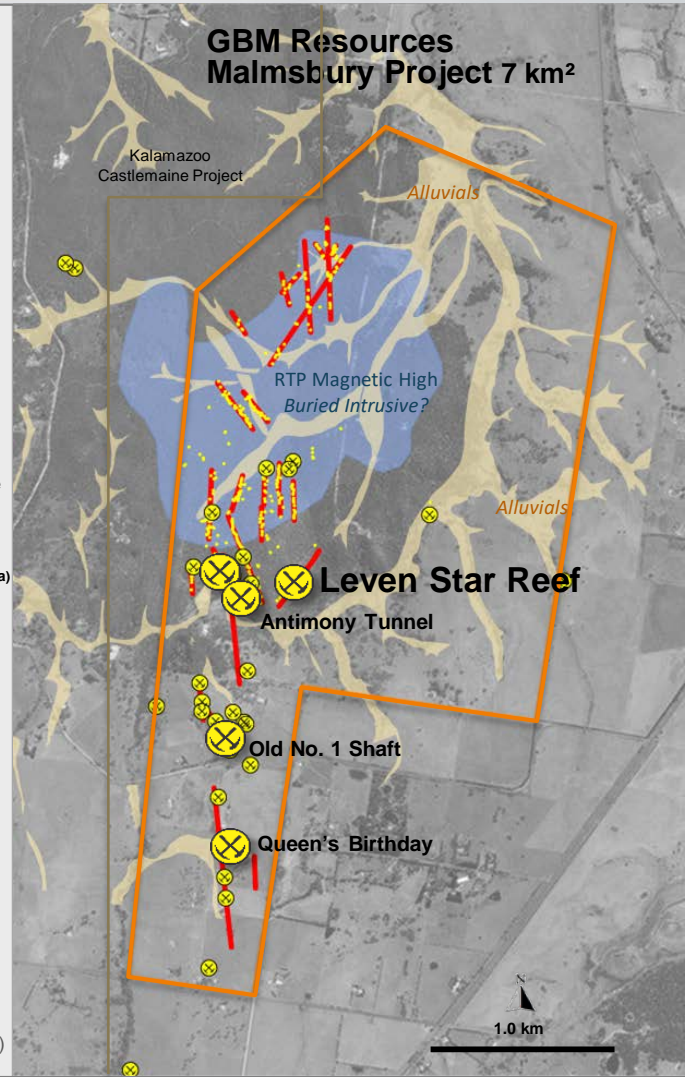 GBM Resources
Malmsbury Project 7 km²
Kalamazoo
Castlemaine Project
Alluvials
RTP Magnetic High
Buried Intrusive?
Alluvials
a)
Leven Star Reef
Antimony Tunnel
Old No. 1 Shaft
Queen's Birthday
N
1.0 km
)